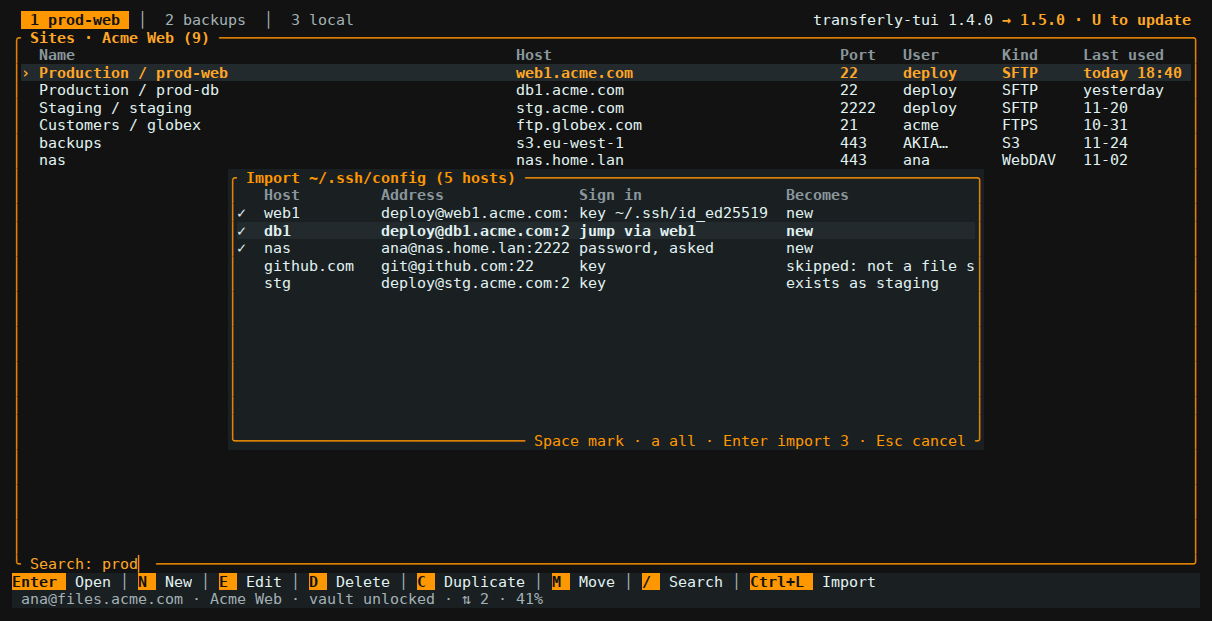 1 prod-web │ 2 backups │ 3 local transferly-tui 1.4.0 → 1.5.0 · U to update
Sites · Acme Web (9)
Name Host Port User Kind Last used
› Production / prod-web web1.acme.com 22 deploy SFTP today 18:40
Production / prod-db db1.acme.com 22 deploy SFTP yesterday
Staging / staging stg.acme.com 2222 deploy SFTP 11-20
Customers / globex ftp.globex.com 21 acme FTPS 10-31
backups s3.eu-west-1 443 AKIA… S3 11-24
nas nas.home.lan 443 ana WebDAV 11-02
Import ~/.ssh/config (5 hosts)
Host Address Sign in Becomes
✓ web1 deploy@web1.acme.com: key ~/.ssh/id_ed25519 new
✓ db1 deploy@db1.acme.com:2 jump via web1 new
✓ nas ana@nas.home.lan:2222 password, asked new
github.com git@github.com:22 key skipped: not a file s
stg deploy@stg.acme.com:2 key exists as staging
Space mark · a all · Enter import 3 · Esc cancel
Search: prod
Enter Open │ N New │ E Edit │ D Delete │ C Duplicate │ M Move │ / Search │ Ctrl+L Import
ana@files.acme.com · Acme Web · vault unlocked · ⇅ 2 · 41%